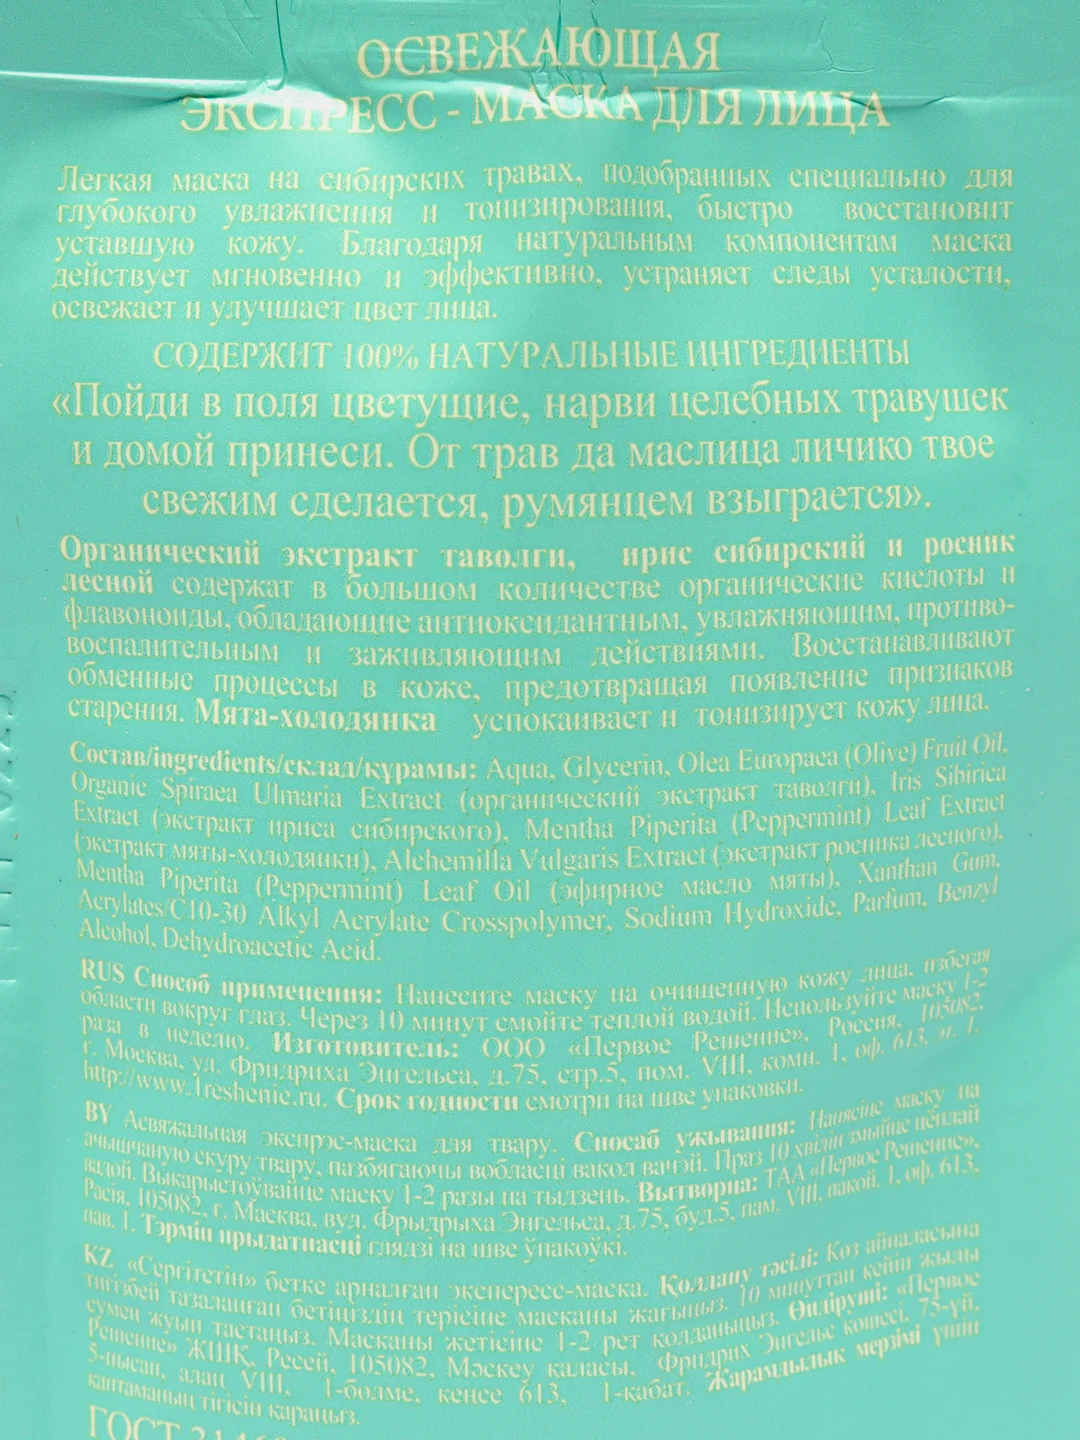 ОСВЕЖАЮЩАЯ
ЭКСПРЕСС - МАСКА ДЛЯ ЛИЦА
Легкая маска на сибирских травах, подобранных специально для
глубокого увлажнения и тонизирования, быстро восстановит
уставшую кожу. Благодаря натуральным компонентам маска
действует мгновенно и эффективно, устраняет следы усталости,
освежает и улучшает цвет лица.
СОДЕРЖИТ 100% НАТУРАЛЬНЫЕ ИНГРЕДИЕНТЫ
«Пойди в поля цветущие, нарви целебных травушек
и домой принеси. От трав да маслица личико твое
свежим сделается, румянцем взыграется».
Органический экстракт таволги, ирис сибирский и росник
лесной содержат в большом количестве органические кислоты и
флавоноиды, обладающие антиоксидантным, увлажняющим, противо-
воспалительным и заживляющим действиями. Восстанавливают
обменные процессы в коже, предотвращая появление признаков
старения. Мята-холодянка успокаивает и тонизирует кожу лица.
Состав/ingredients/склад/құрамы: Aqua, Glycerin, Olea Europaea (Olive) Fruit Oil,
Organic Spiraea Ulmaria Extract (органический экстракт таволги), Iris Sibirica
Extract (экстракт ириса сибирского), Mentha Piperita (Peppermint) Leaf Extract
(экстракт мяты-холодянки), Alchemilla Vulgaris Extract (экстракт росника лесного),
Mentha Piperita (Peppermint) Leaf Oil (эфирное масло мяты), Xanthan Gum,
Acrylates/C10-30 Alkyl Acrylate Crosspolymer, Sodium Hydroxide, Parfum, Benzyl
Alcohol, Dehydroacetic Acid.
RUS Способ применения: Нанесите маску на очищенную кожу лица, избегая
области вокруг глаз. Через 10 минут смойте теплой водой. Используйте маску 1-2
раза в неделю. Изготовитель: ООО «Первое Решение», Россия, 105082,
г. Москва, ул. Фридриха Энгельса, д.75, стр.5, пом. VIII, комн. 1, оф. 613, эт. 1.
http://www.1reshenie.ru. Срок годности смотри на шве упаковки.
BY Асвяжальная экспрэс-маска для твару. Спосаб ужывання: Нанясіце маску на
ачышчаную скуру твару, пазбягаючы вобласці вакол вачэй. Праз 10 хвілін змыйце цёплай
вадой. Выкарыстоўвайце маску 1-2 разы на тыдзень. Вытворца: ТАА «Первое Решение»,
Расія, 105082, г. Масква, вул. Фрыдрыха Энгельса, д.75, буд.5, пам. VIII, пакой. 1, оф. 613,
пав. 1. Тэрмін прыдатнасці глядзі на шве ўпакоўкі.
KZ «Сергітетін» бетке арналған экспересс-маска. Қолдану тәсілі: Көз айналасына
тигізбей тазаланған бетіңіздің терісіне масканы жағыңыз. 10 минуттан кейін жылы
сумен жуып тастаңыз. Масканы жетісіне 1-2 рет қолданыңыз. Өндіруші: «Первое
Решение» ЖШҚ, Ресей, 105082, Мәскеу қаласы, Фридрих Энгельс көшесі, 75-үй,
5-нысан, алаң VIII, 1-бөлме, кеңсе 613, 1-қабат. Жарамдылық мерзімі үшін
қаптаманың тігісін қараңыз.
ГОСТ